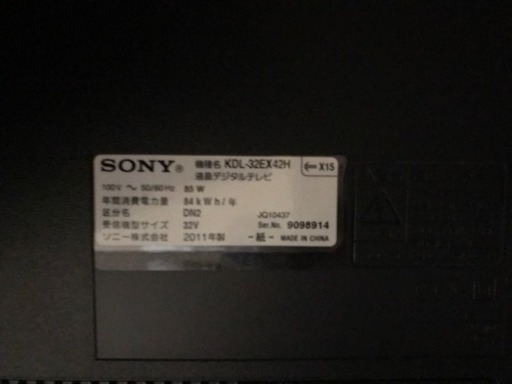 SONY® 機種名 KDL-32EX42H
液晶デジタルテレビ
⇐X1S
100V ～ 50/60Hz 85 W
年間消費電力量 84 kWh/年
区分名 DN2 JQ10437
受信機型サイズ 32V Ser.No. 9098914
ソニー株式会社 2011年製 -紙- MADE IN CHINA